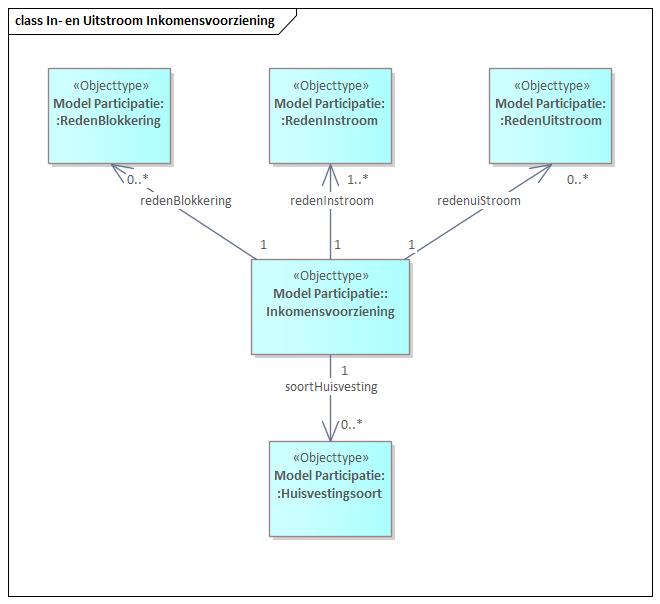 class In- en Uitstroom Inkomensvoorziening
«Objecttype»
Model Participatie:
:RedenBlokkering
«Objecttype»
Model Participatie:
:RedenInstroom
«Objecttype»
Model Participatie:
:RedenUitstroom
0..*
1..*
0..*
redenBlokkering
redenInstroom
redenuiStroom
1
1
1
«Objecttype»
Model Participatie::
Inkomensvoorziening
1
soortHuisvesting
0..*
«Objecttype»
Model Participatie:
:Huisvestingsoort